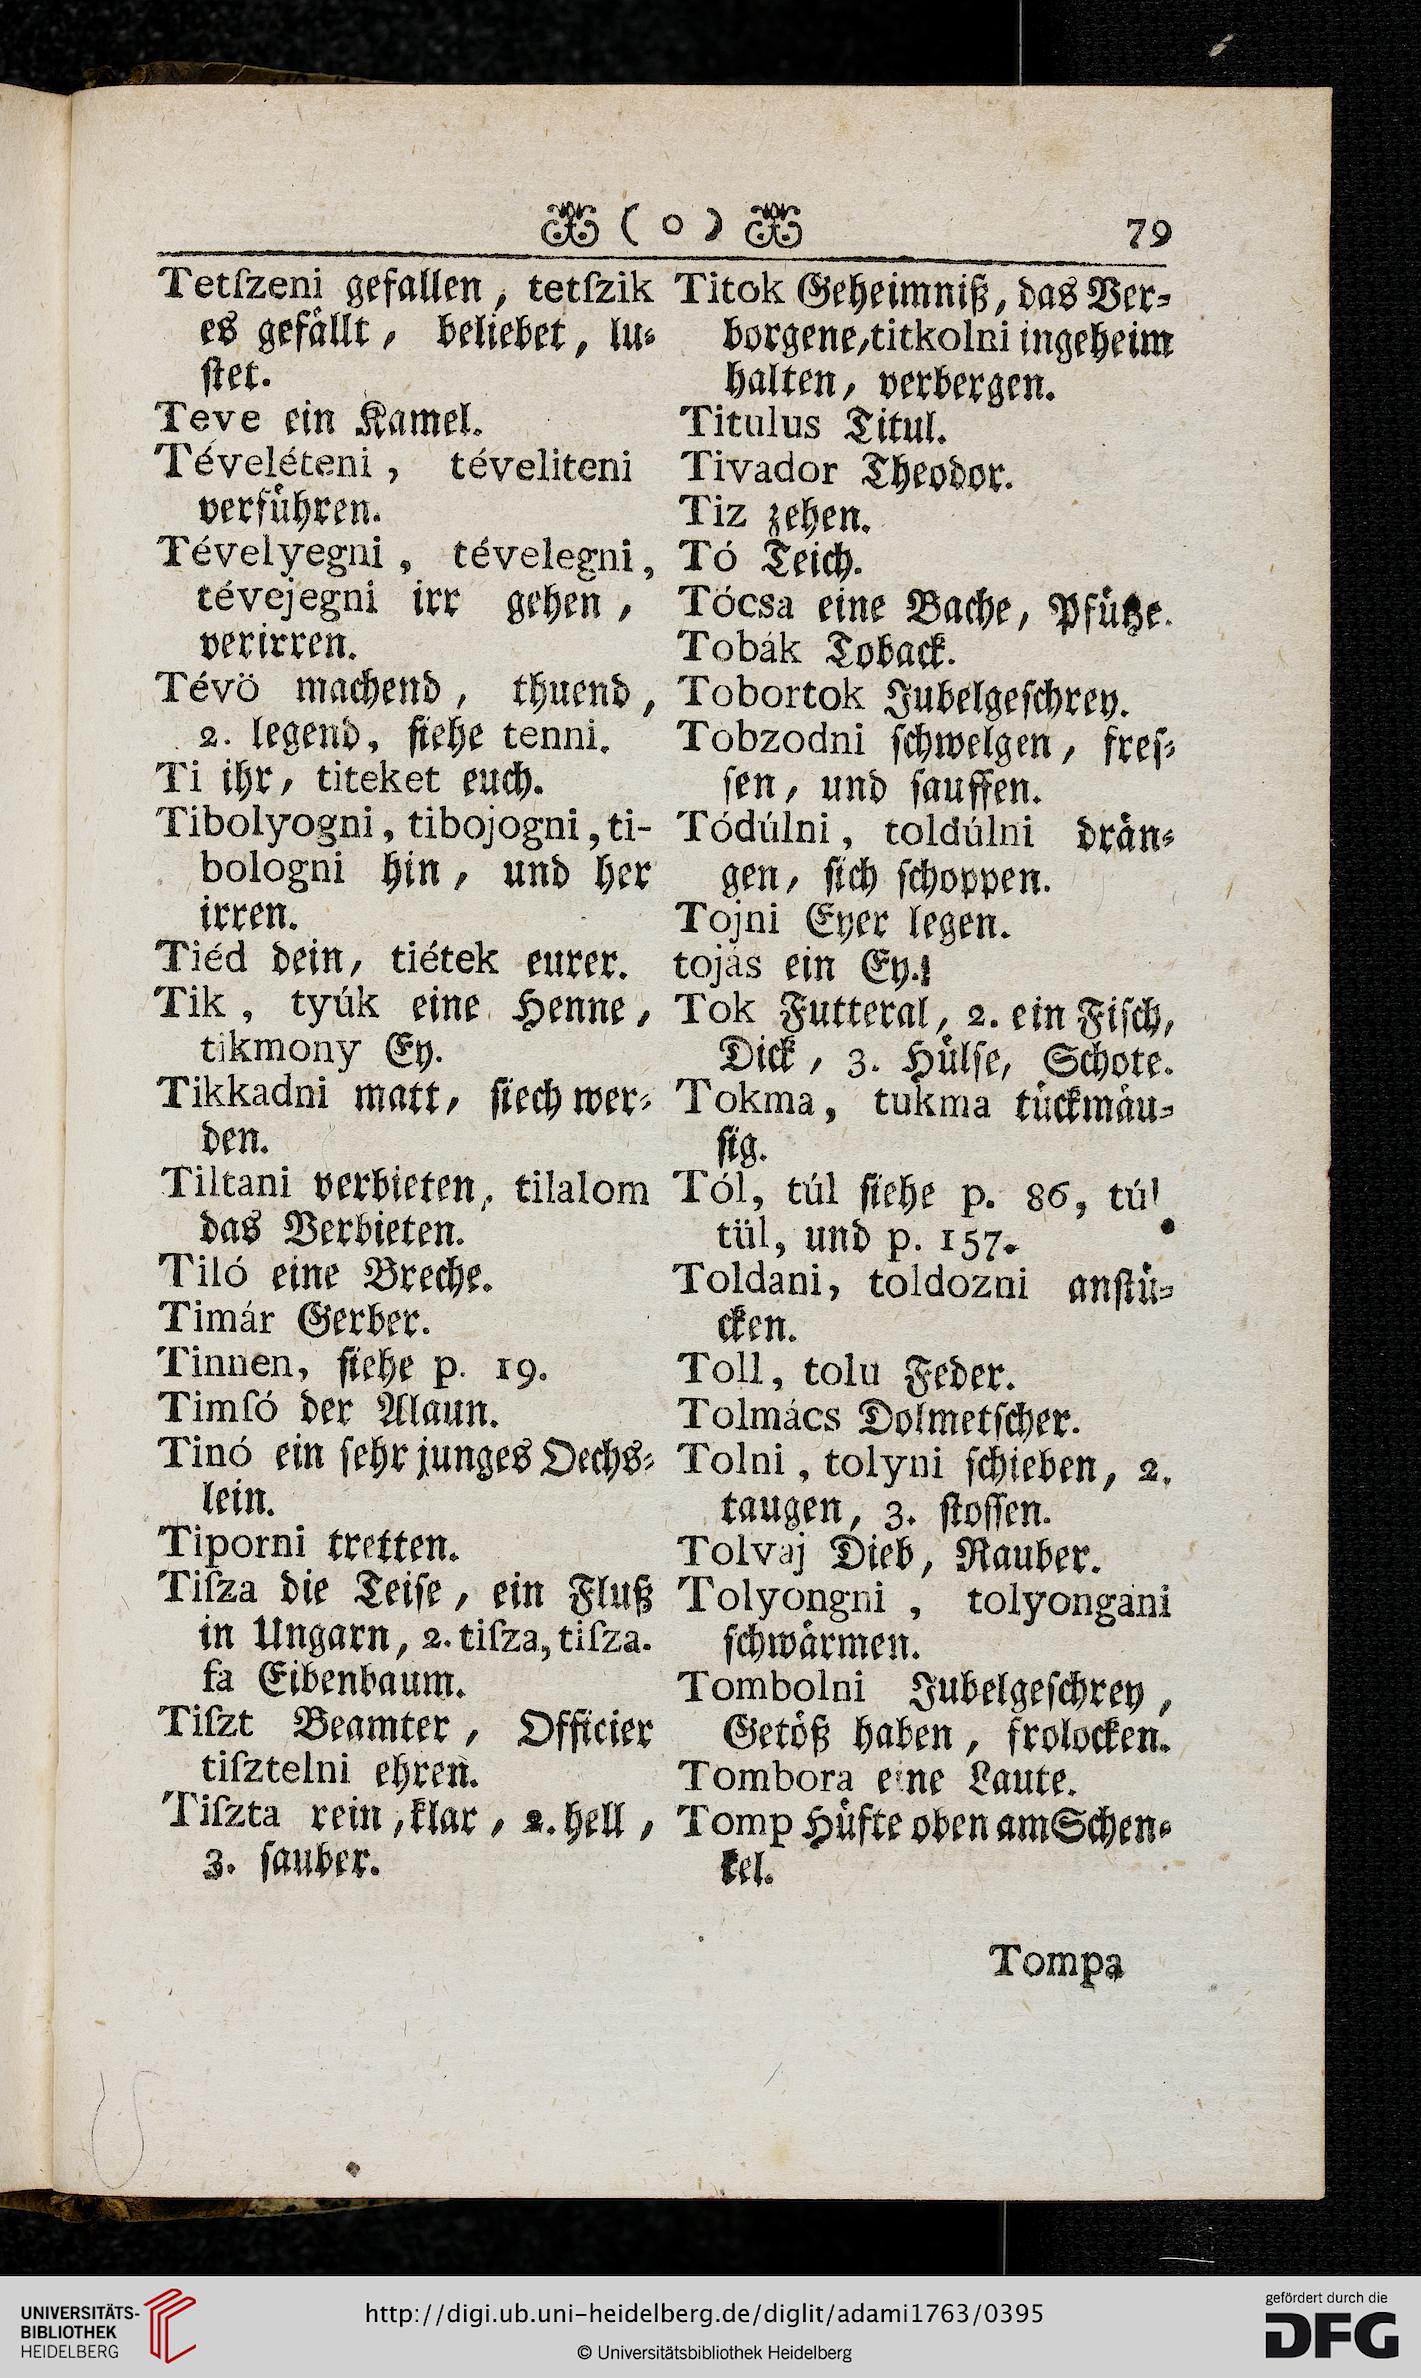 ( o ) 79
Tetſzeni gefallen, tetſzik
es gefällt, beliebet, lu-
ſtet.
Teve ein Kamel.
Téveléteni, téveliteni
verführen.
Tévelyegni, tévelegni,
tévejegni irr gehen,
verirren.
Tévö machend, thuend,
2. legend, ſiehe tenni.
Ti ihr, titeket euch.
Tibolyogni, tibojogni, ti-
bologni hin, und her
irren.
Tiéd dein, tiétek eurer.
Tik, tyúk eine Henne,
tikmony Ey.
Tikkadni matt, ſiech wer-
den.
Tiltani verbieten, tilalom
das Verbieten.
Tiló eine Breche.
Timár Gerber.
Tinnen, ſiehe p. 19.
Timſó der Alaun.
Tinó ein ſehr junges Oechs-
lein.
Tiporni tretten.
Tiſza die Teiſe, ein Fluß
in Ungarn, 2. tiſza, tiſza.
fa Eibenbaum.
Tiſzt Beamter, Officier
tiſztelni ehren.
Tiſzta rein, klar, 2. hell,
3. ſauber.
Titok Geheimniß, das Ver-
borgene, titkolni ingeheim
halten, verbergen.
Titulus Titul.
Tivador Theodor.
Tiz zehen.
Tó Teich.
Tócsa eine Bache, Pfütze.
Tobák Toback.
Tobortok Jubelgeſchrey.
Tobzodni ſchwelgen, freſ-
ſen, und ſauffen.
Tódúlni, toldúlni drän-
gen, ſich ſchoppen.
Tojni Eyer legen.
tojás ein Ey.
Tok Futteral, 2. ein Fiſch,
Dick, 3. Hülſe, Schote.
Tokma, tukma tückmäu-
ſig.
Tól, túl ſiehe p. 86, túl
tül, und p. 157.
Toldani, toldozni anſtü-
cken.
Toll, tolu Feder.
Tolmács Dolmetſcher.
Tolni, tolyni ſchieben, 2.
taugen, 3. ſtoſſen.
Tolvaj Dieb, Rauber.
Tolyongni, tolyongani
ſchwärmen.
Tombolni Jubelgeſchrey,
Getöß haben, frolocken.
Tombora eine Laute.
Tomp Hüfte oben am Schen-
kel.
Tompa
UNIVERSITÄTS-
BIBLIOTHEK
HEIDELBERG
http://digi.ub.uni-heidelberg.de/diglit/adami1763/0395
© Universitätsbibliothek Heidelberg
gefördert durch die
DFG